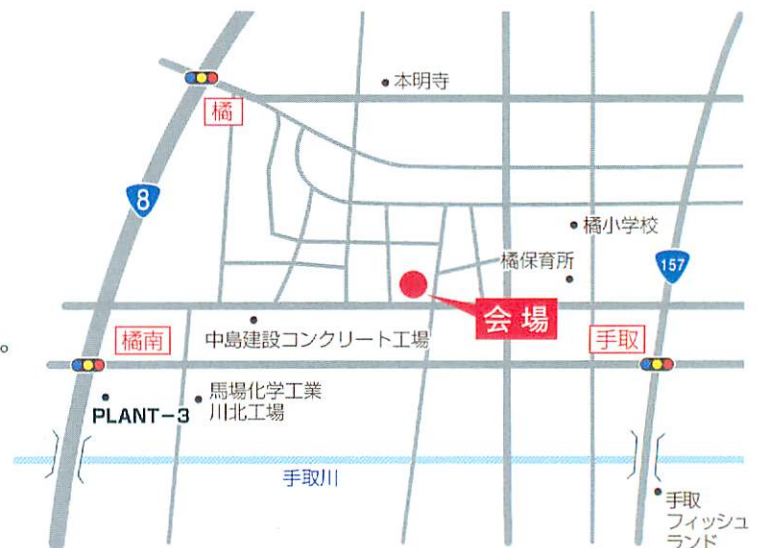 本明寺
橘
8
橘小学校
橘保育所
157
会場
中島建設コンクリート工場
橘南
手取
。
PLANT-3
馬場化学工業
川北工場
手取川
手取
フィッシュ
ランド